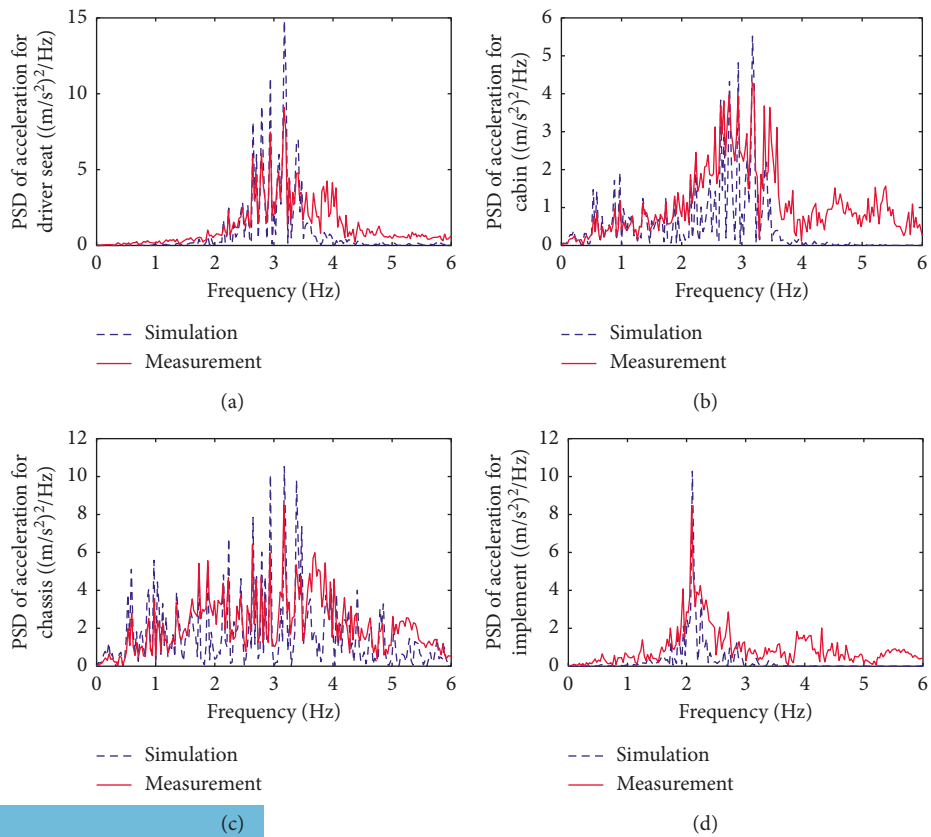 PSD of acceleration for
driver seat ((m/s²)²/Hz)
15
10
5
0
0 1 2 3 4 5 6
Frequency (Hz)
Simulation
Measurement
(a)
PSD of acceleration for
cabin ((m/s²)²/Hz)
6
5
4
3
2
1
0
0 1 2 3 4 5 6
Frequency (Hz)
Simulation
Measurement
(b)
PSD of acceleration for
chassis ((m/s²)²/Hz)
12
10
8
6
4
2
0
0 1 2 3 4 5 6
Frequency (Hz)
Simulation
Measurement
(c)
PSD of acceleration for
implement ((m/s²)²/Hz)
12
10
8
6
4
2
0
0 1 2 3 4 5 6
Frequency (Hz)
Simulation
Measurement
(d)